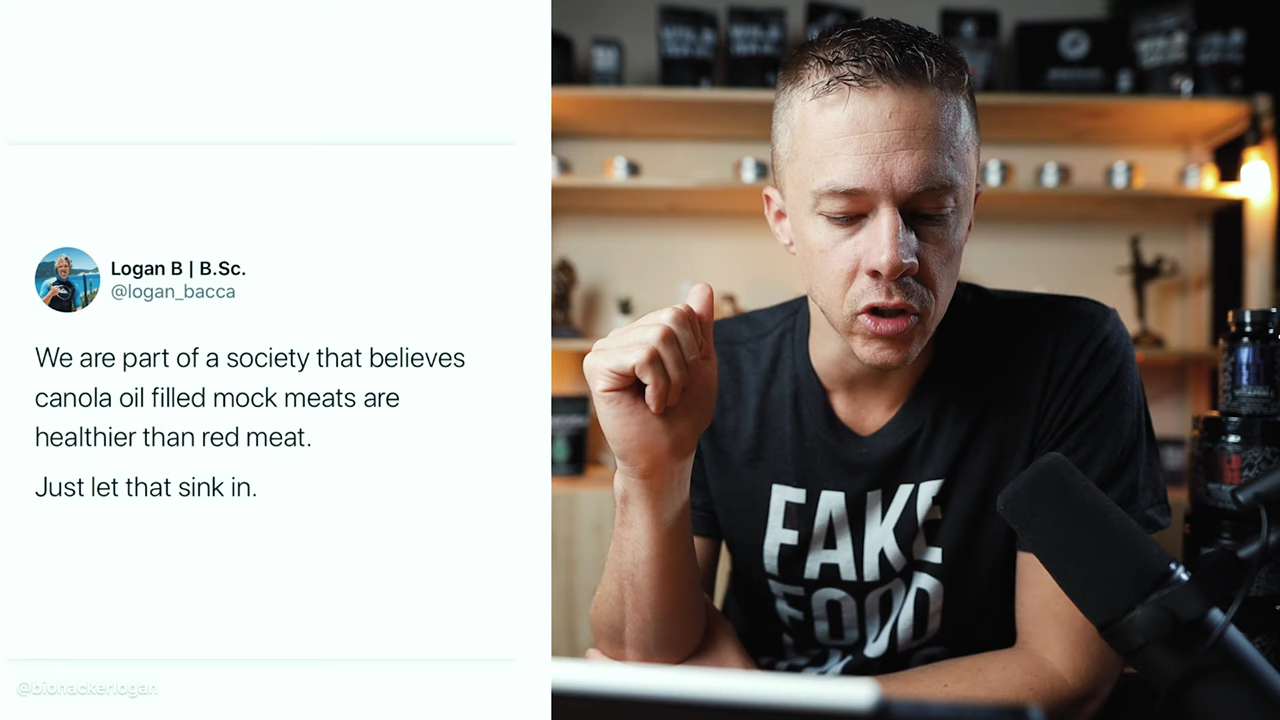 Logan B | B.Sc.
@logan_bacca
We are part of a society that believes
canola oil filled mock meats are
healthier than red meat.
Just let that sink in.
@biohackerlogan
FAKE
FOOD